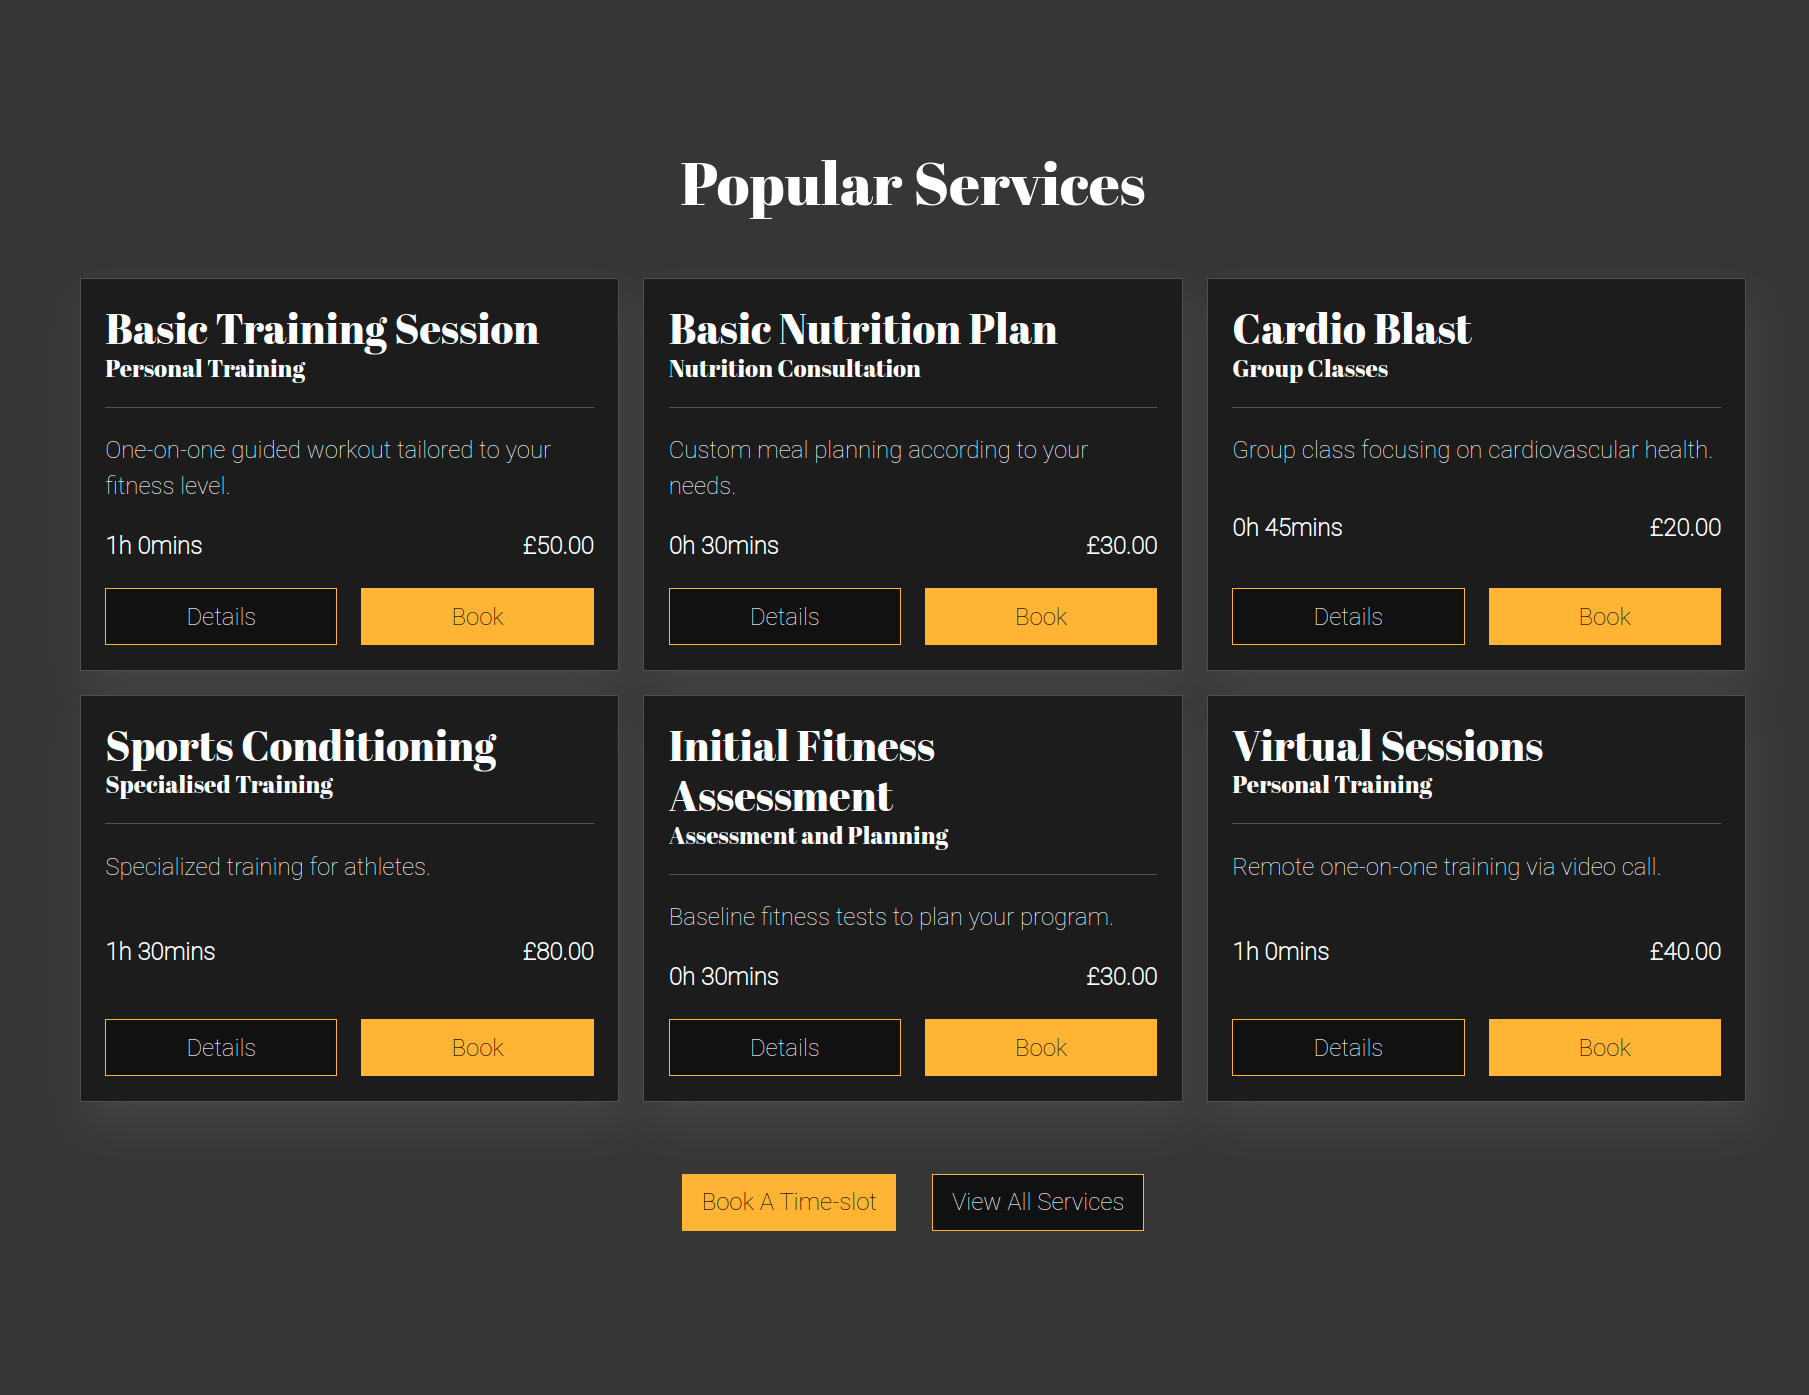 Popular Services
Basic Training Session
Personal Training
One-on-one guided workout tailored to your
fitness level.
1h 0mins £50.00
Details Book
Basic Nutrition Plan
Nutrition Consultation
Custom meal planning according to your
needs.
0h 30mins £30.00
Details Book
Cardio Blast
Group Classes
Group class focusing on cardiovascular health.
0h 45mins £20.00
Details Book
Sports Conditioning
Specialised Training
Specialized training for athletes.
1h 30mins £80.00
Details Book
Initial Fitness
Assessment
Assessment and Planning
Baseline fitness tests to plan your program.
0h 30mins £30.00
Details Book
Virtual Sessions
Personal Training
Remote one-on-one training via video call.
1h 0mins £40.00
Details Book
Book A Time-slot View All Services